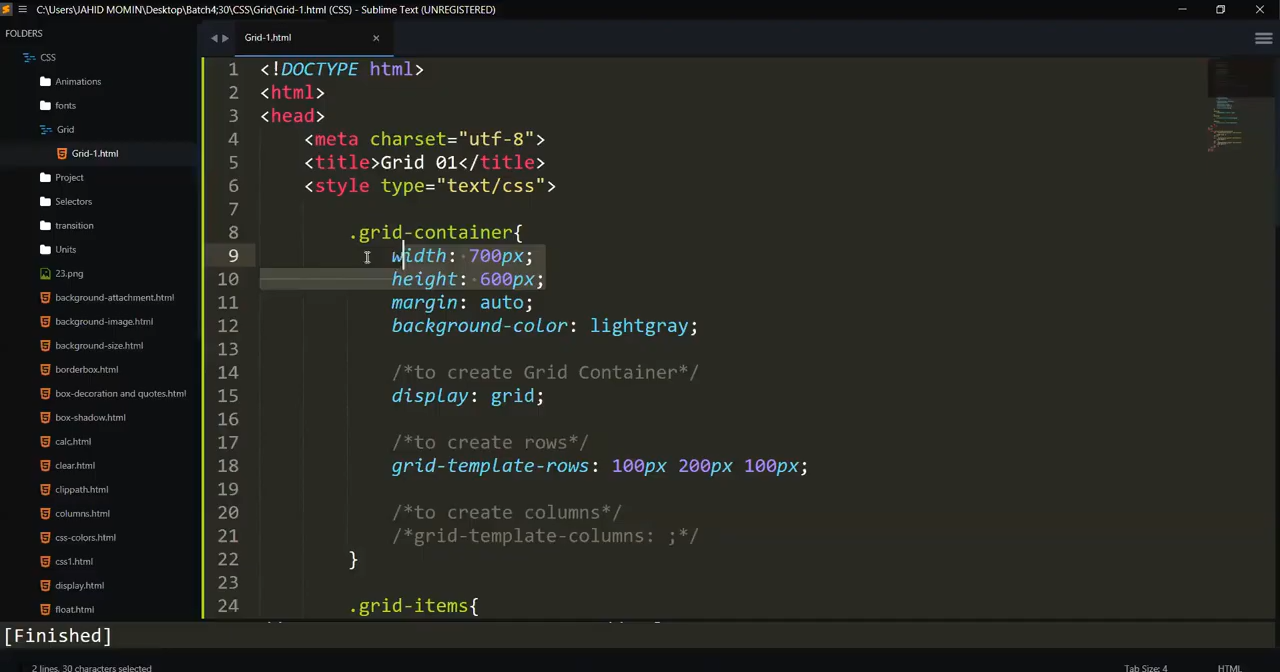 C:\Users\JAHID MOMIN\Desktop\Batch4;30\CSS\Grid\Grid-1.html (CSS) - Sublime Text (UNREGISTERED)
FOLDERS
CSS
Animations
fonts
Grid
Grid-1.html
Project
Selectors
transition
Units
23.png
background-attachment.html
background-image.html
background-size.html
borderbox.html
box-decoration and quotes.html
box-shadow.html
calc.html
clear.html
clippath.html
columns.html
css-colors.html
css1.html
display.html
float.html
Grid-1.html
1 <!DOCTYPE html>
2 <html>
3 <head>
4 <meta charset="utf-8">
5 <title>Grid 01</title>
6 <style type="text/css">
7
8 .grid-container{
9 width: 700px;
10 height: 600px;
11 margin: auto;
12 background-color: lightgray;
13
14 /*to create Grid Container*/
15 display: grid;
16
17 /*to create rows*/
18 grid-template-rows: 100px 200px 100px;
19
20 /*to create columns*/
21 /*grid-template-columns: ;*/
22 }
23
24 .grid-items{
[Finished]
2 lines, 30 characters selected
Tab Size: 4
HTML